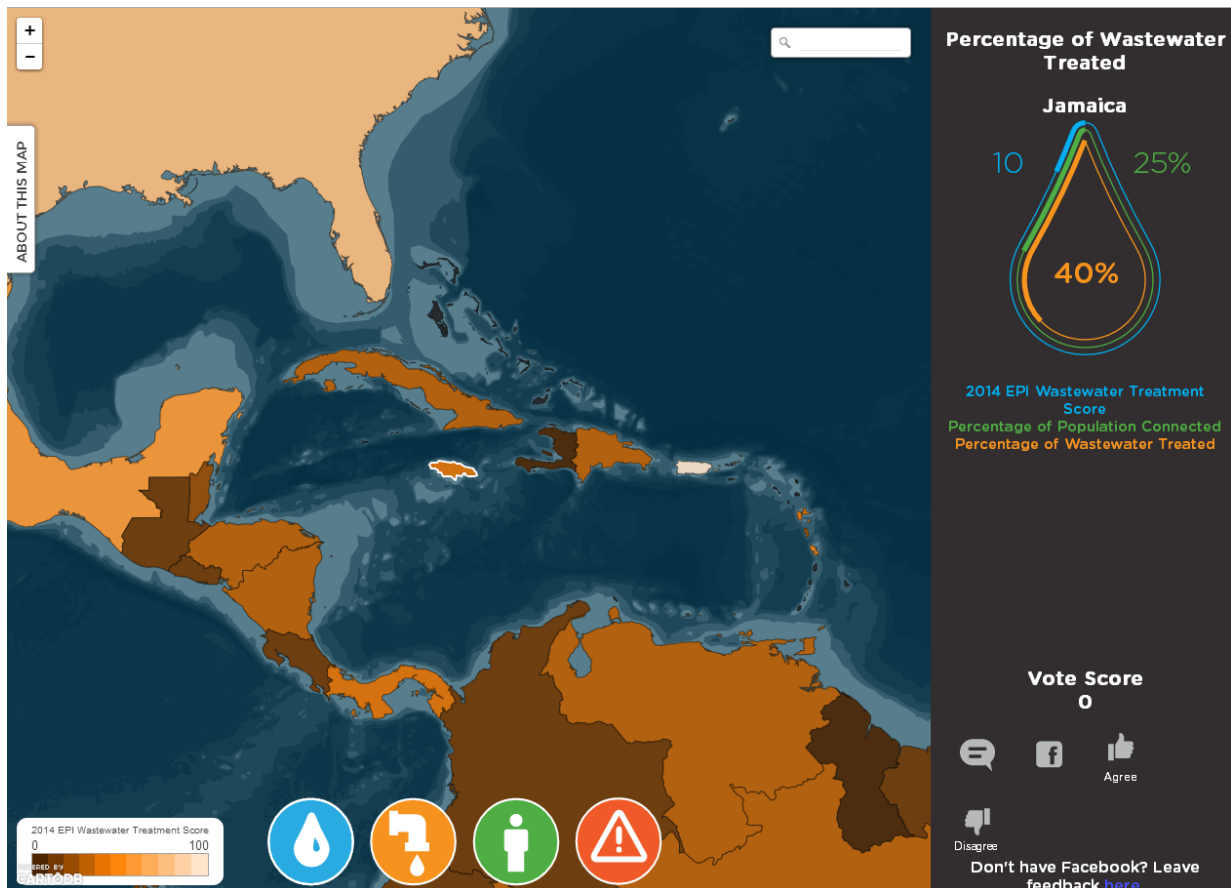 +
−
ABOUT THIS MAP
Percentage of Wastewater
Treated
Jamaica
10
25%
40%
2014 EPI Wastewater Treatment
Score
Percentage of Population Connected
Percentage of Wastewater Treated
Vote Score
0
f
Agree
Disagree
Don't have Facebook? Leave
feedback here
2014 EPI Wastewater Treatment Score
0 100
POWERED BY
CARTODB